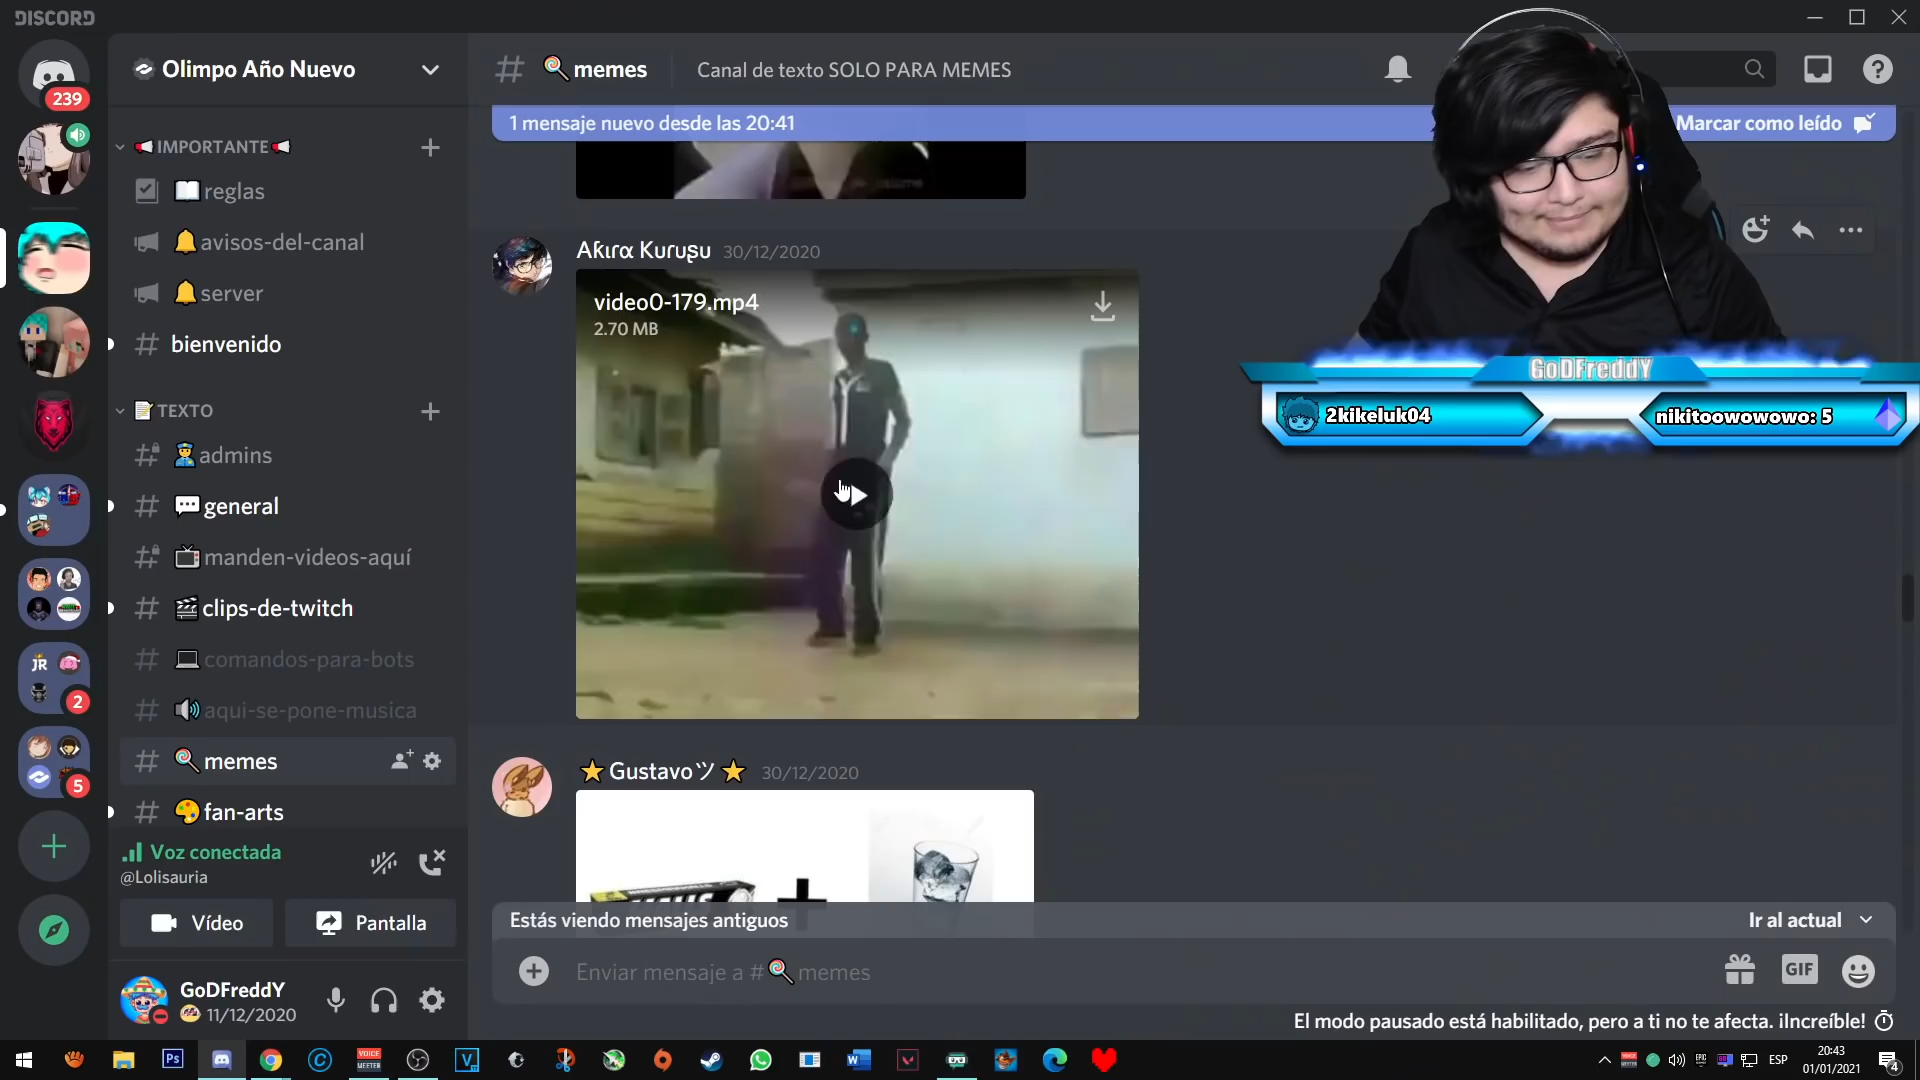 DISCORD
239
Olimpo Año Nuevo
IMPORTANTE
reglas
avisos-del-canal
server
bienvenido
TEXTO
admins
general
manden-videos-aquí
clips-de-twitch
comandos-para-bots
aqui-se-pone-musica
memes
fan-arts
JR
2
5
Voz conectada
@Lolisauria
Vídeo
Pantalla
GoDFreddY
11/12/2020
memes
Canal de texto SOLO PARA MEMES
1 mensaje nuevo desde las 20:41
Marcar como leído
Akıra Kuruşu 30/12/2020
video0-179.mp4
2.70 MB
GoDFreddY
2kikeluk04
nikitoowowowo: 5
Gustavoツ 30/12/2020
Estás viendo mensajes antiguos
Ir al actual
Enviar mensaje a # memes
GIF
El modo pausado está habilitado, pero a ti no te afecta. ¡Increíble!
Ps
VOICE
MEETER
ESP
20:43
01/01/2021
4